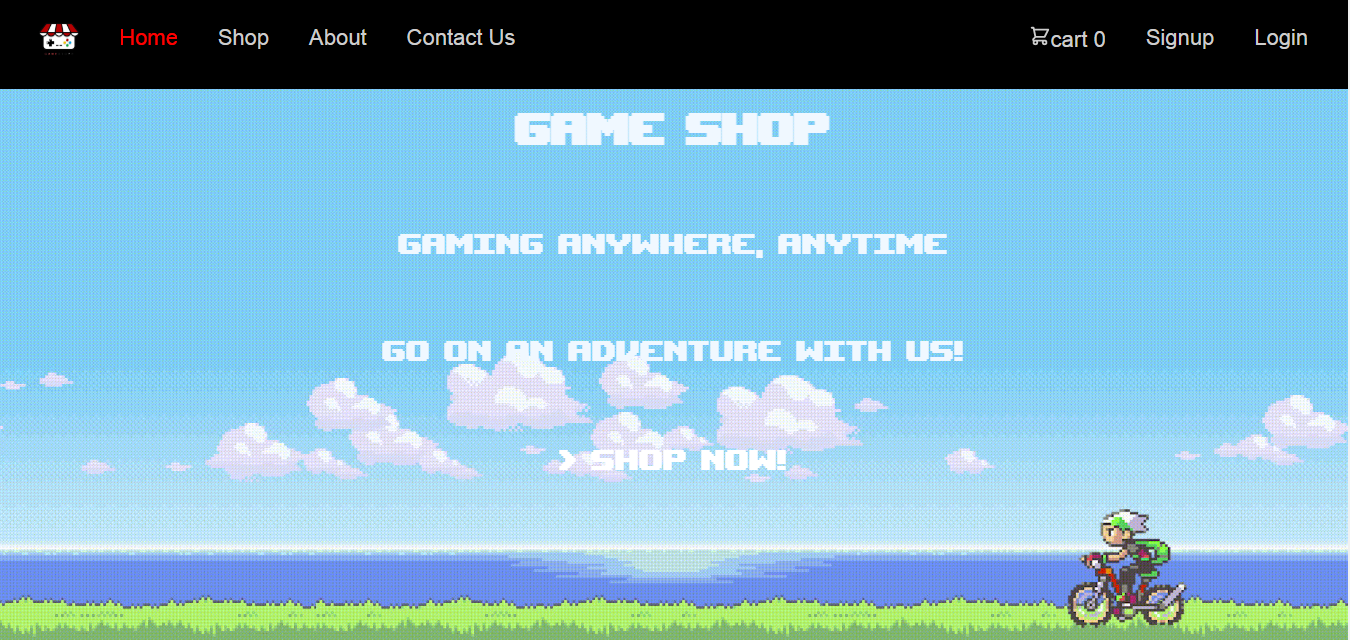 Home Shop About Contact Us cart 0 Signup Login
GAME SHOP
GAMING ANYWHERE, ANYTIME
GO ON AN ADVENTURE WITH US!
> SHOP NOW!